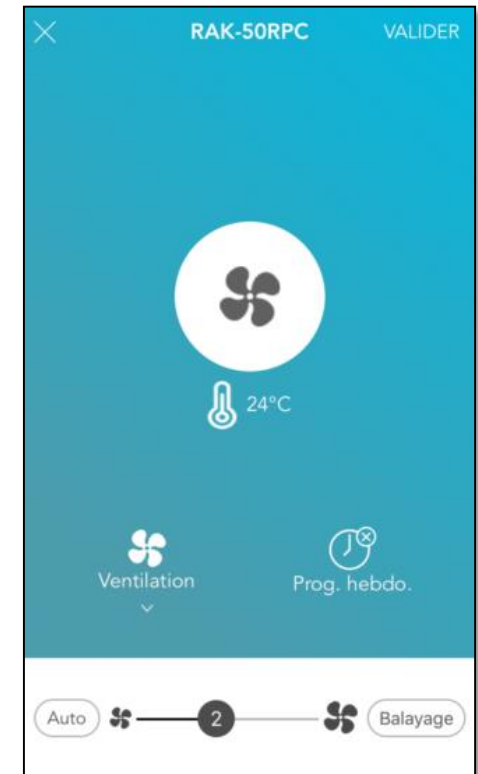 RAK-50RPC VALIDER
24°C
Ventilation Prog. hebdo.
Auto 2 Balayage